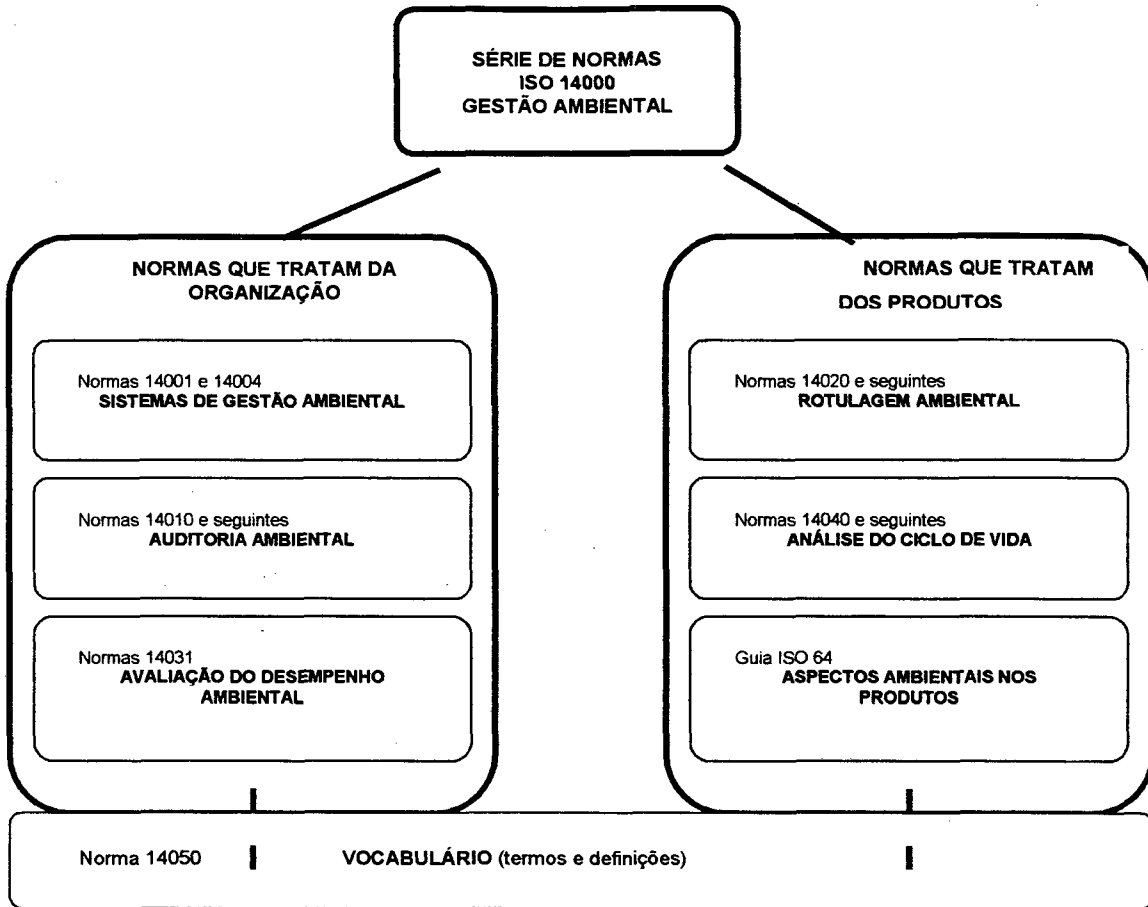 SÉRIE DE NORMAS
ISO 14000
GESTÃO AMBIENTAL
NORMAS QUE TRATAM DA
ORGANIZAÇÃO
Normas 14001 e 14004
SISTEMAS DE GESTÃO AMBIENTAL
Normas 14010 e seguintes
AUDITORIA AMBIENTAL
Normas 14031
AVALIAÇÃO DO DESEMPENHO
AMBIENTAL
NORMAS QUE TRATAM
DOS PRODUTOS
Normas 14020 e seguintes
ROTULAGEM AMBIENTAL
Normas 14040 e seguintes
ANÁLISE DO CICLO DE VIDA
Guia ISO 64
ASPECTOS AMBIENTAIS NOS
PRODUTOS
Norma 14050 VOCABULÁRIO (termos e definições)